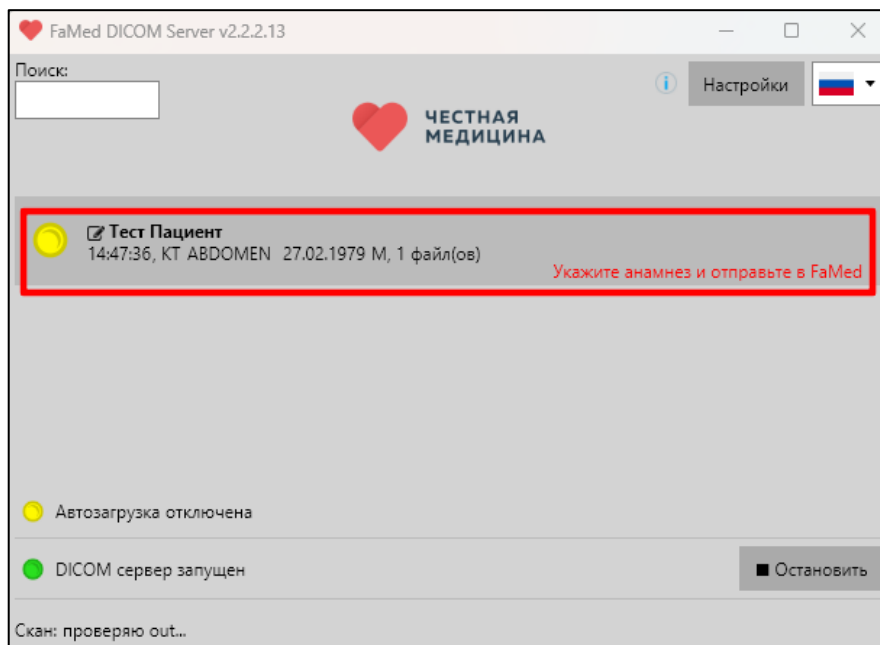 FaMed DICOM Server v2.2.2.13
Поиск:
Настройки
ЧЕСТНАЯ
МЕДИЦИНА
Тест Пациент
14:47:36, КТ ABDOMEN 27.02.1979 М, 1 файл(ов)
Укажите анамнез и отправьте в FaMed
Автозагрузка отключена
DICOM сервер запущен
Остановить
Скан: проверяю out...